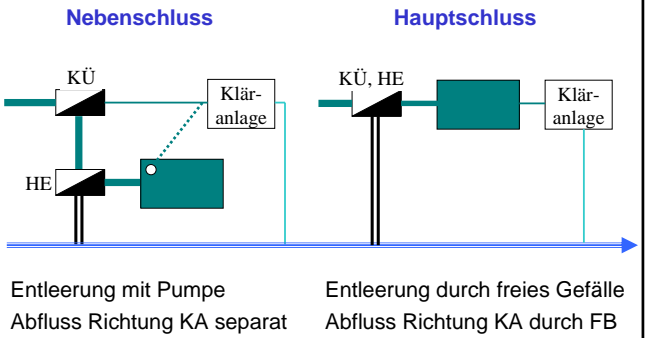 Nebenschluss
Hauptschluss
KÜ
Klär-
anlage
HE
KÜ, HE
Klär-
anlage
Entleerung mit Pumpe
Abfluss Richtung KA separat
Entleerung durch freies Gefälle
Abfluss Richtung KA durch FB